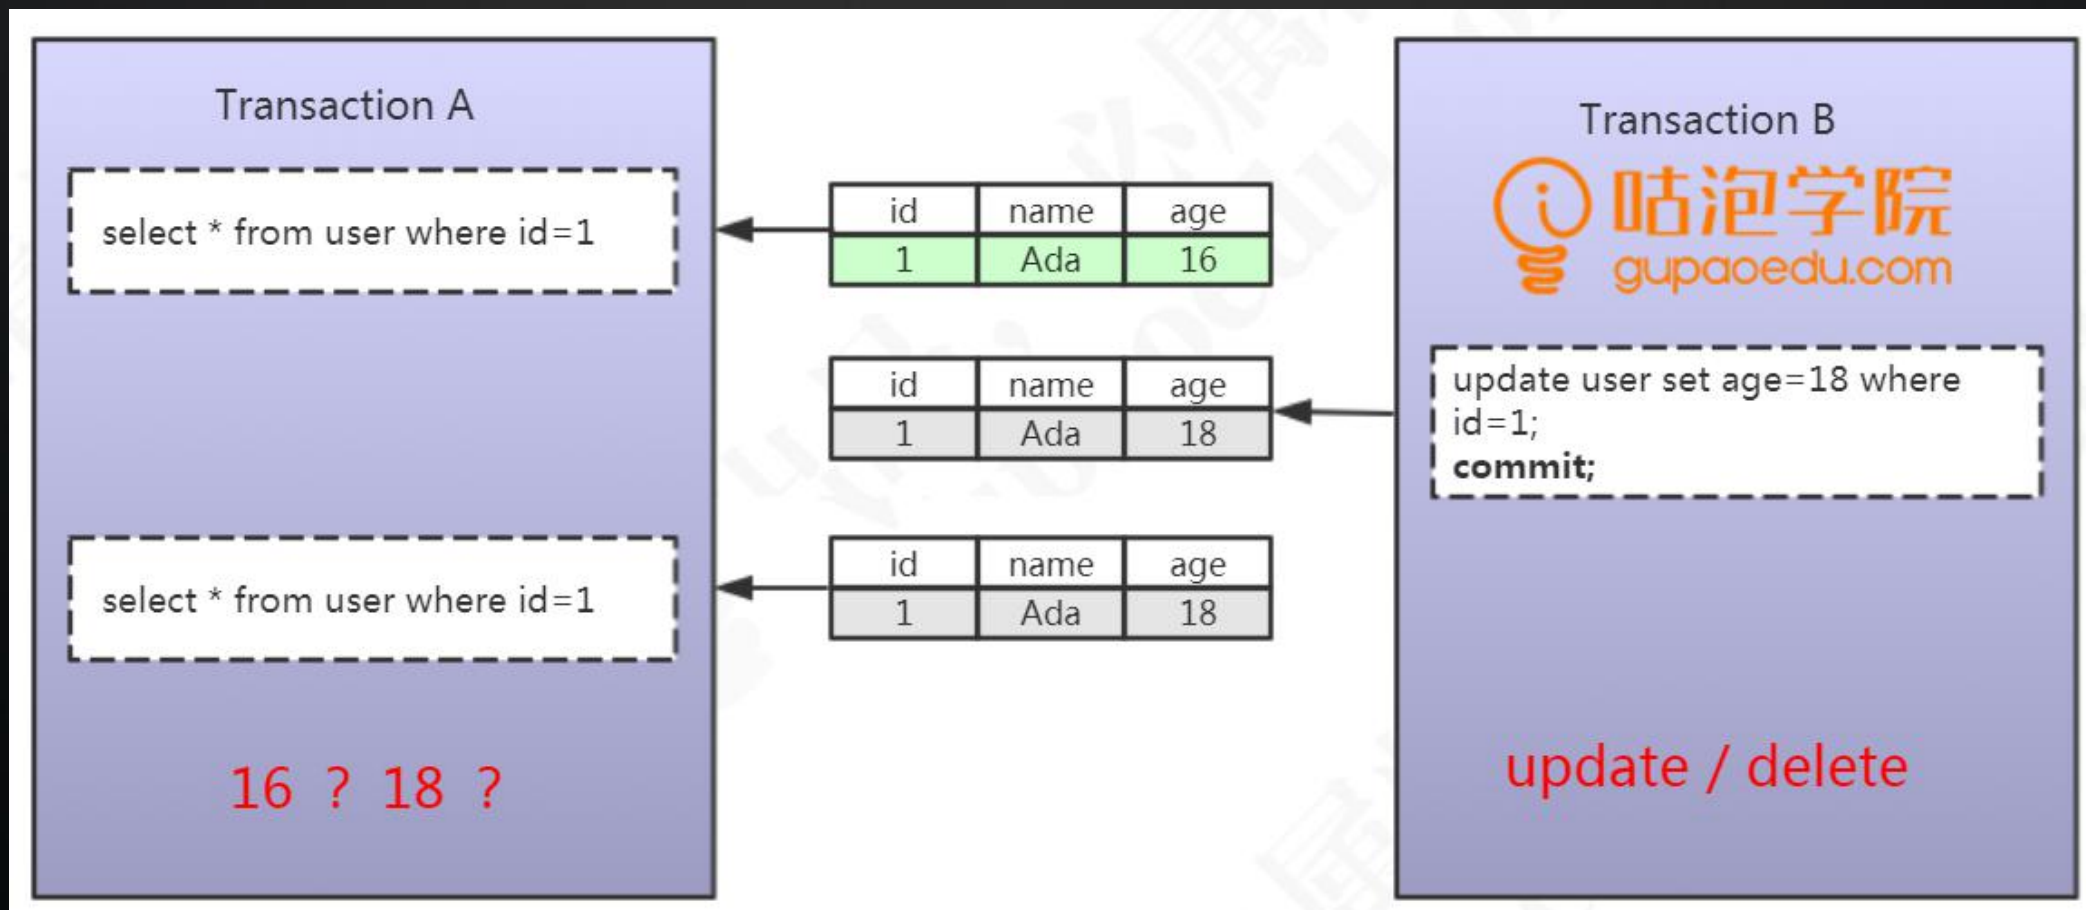 Transaction A
select * from user where id=1
id name age
1 Ada 16
Transaction B
咕泡学院
gupaoedu.com
id name age
1 Ada 18
update user set age=18 where
id=1;
commit;
select * from user where id=1
id name age
1 Ada 18
16 ? 18 ?
update / delete